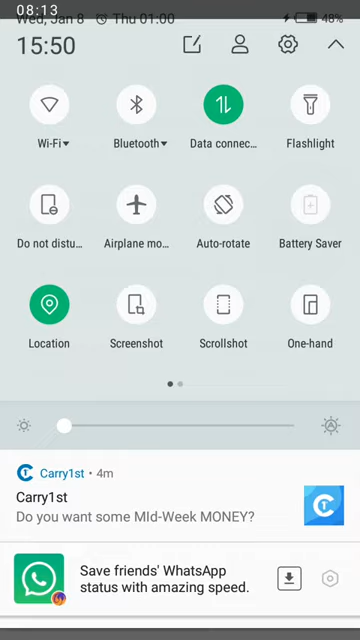 08:13
Wed, Jan 8 Thu 01:00 48%
15:50
Wi-Fi Bluetooth Data connec... Flashlight
Do not distu... Airplane mo... Auto-rotate Battery Saver
Location Screenshot Scrollshot One-hand
Carry1st • 4m
Carry1st
Do you want some MId-Week MONEY?
Save friends' WhatsApp
status with amazing speed.